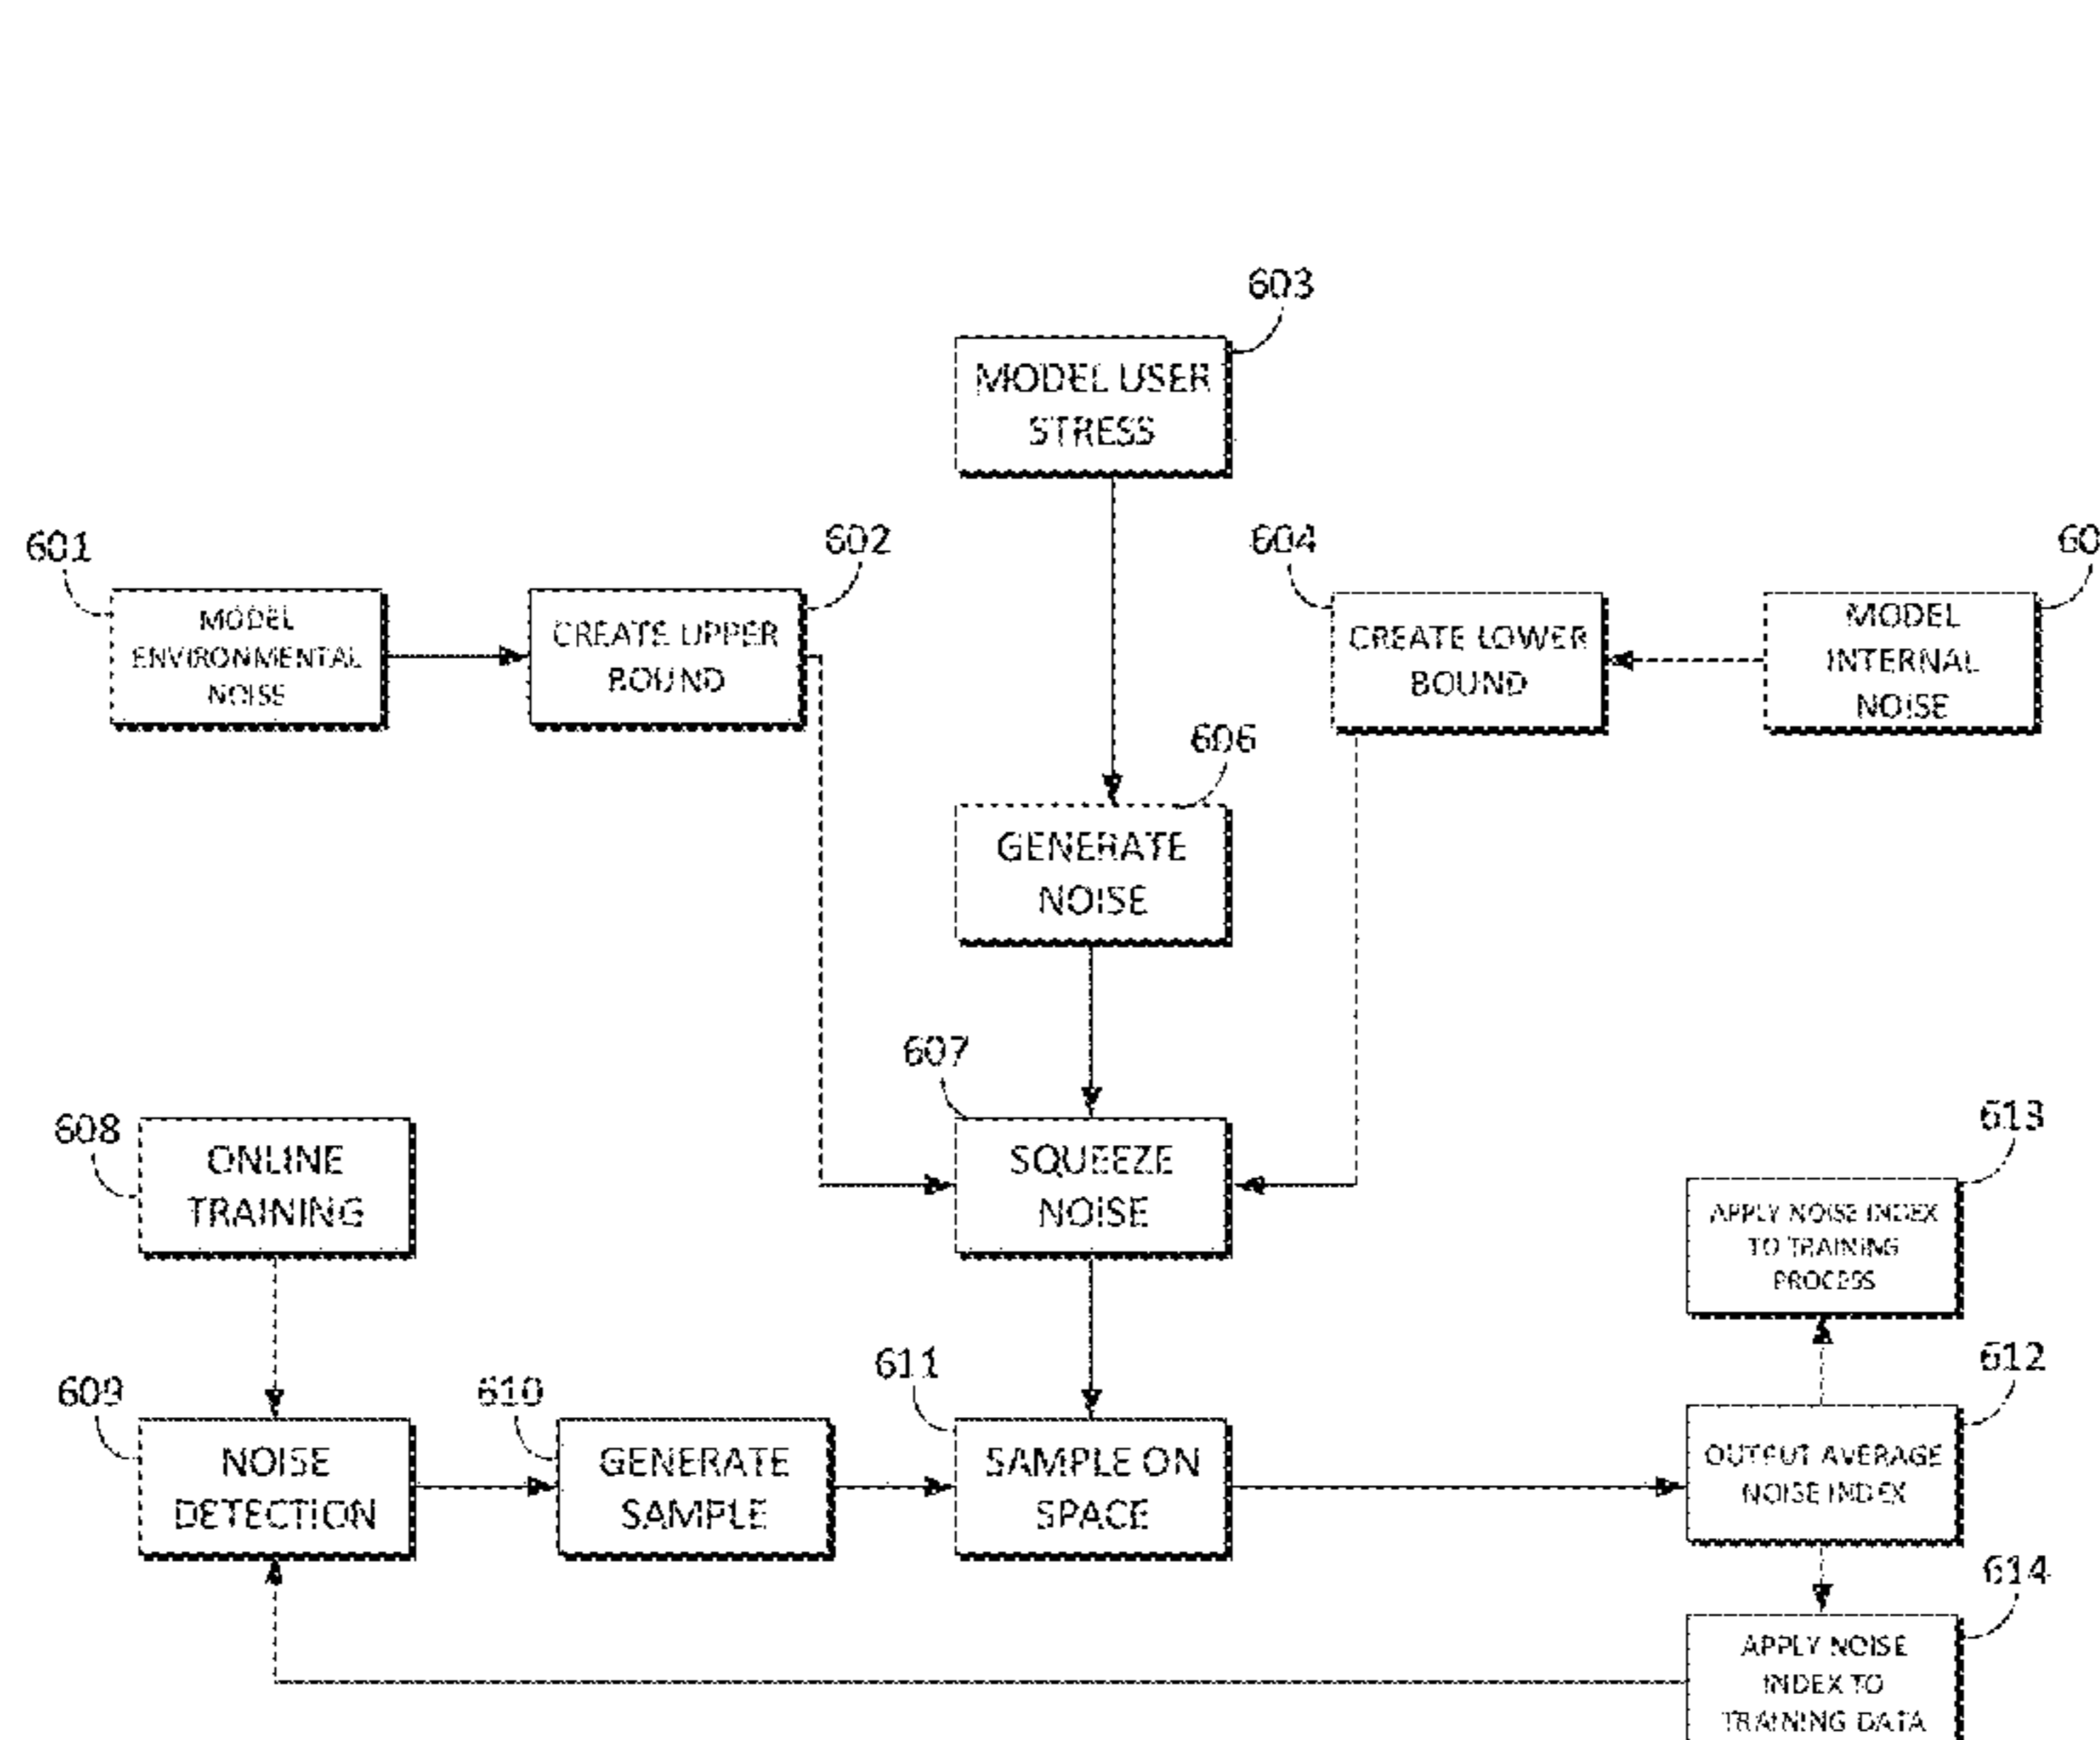 603
MODEL USER
STRESS
601
602
604
60
MODEL
ENVIRONMENTAL
NOISE
CREATE UPPER
BOUND
CREATE LOWER
BOUND
MODEL
INTERNAL
NOISE
606
GENERATE
NOISE
607
608
ONLINE
TRAINING
SQUEEZE
NOISE
613
APPLY NOISE INDEX
TO TRAINING
PROCESS
609
610
611
612
NOISE
DETECTION
GENERATE
SAMPLE
SAMPLE ON
SPACE
OUTPUT AVERAGE
NOISE INDEX
614
APPLY NOISE
INDEX TO
TRAINING DATA